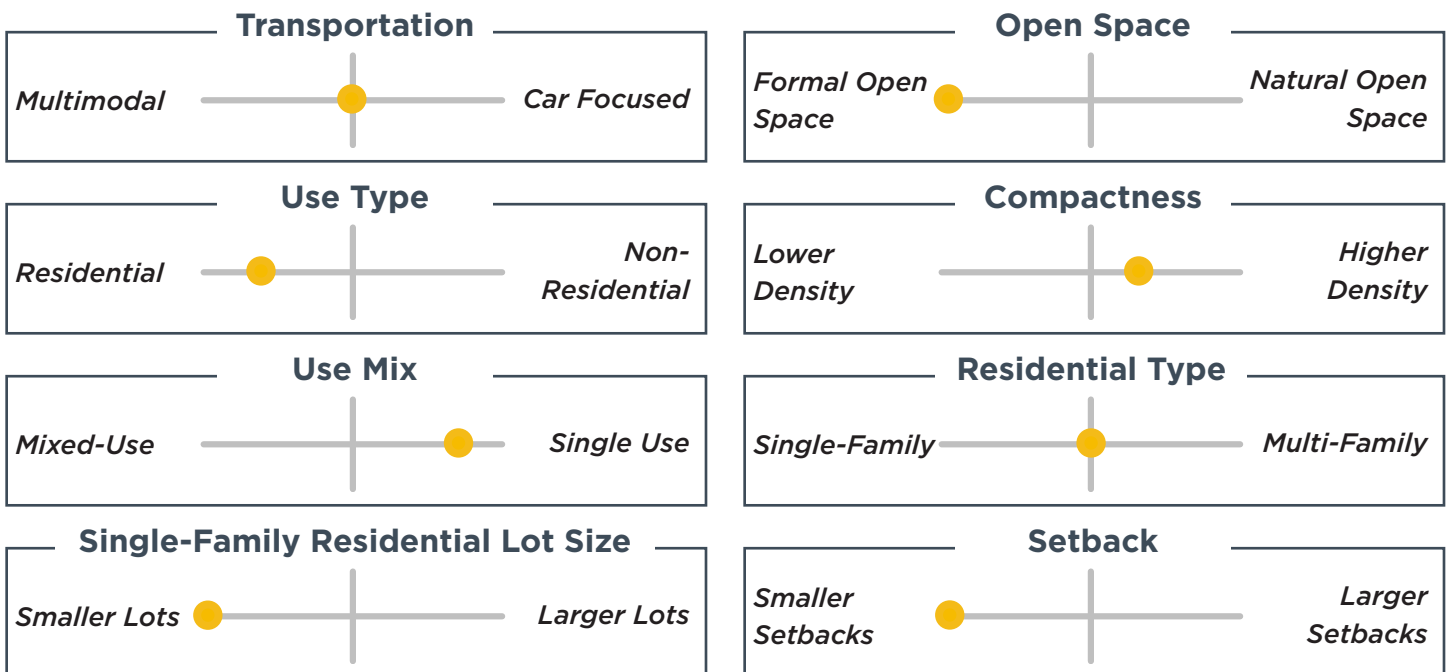 Transportation
Multimodal
Car Focused
Open Space
Formal Open
Space
Natural Open
Space
Use Type
Residential
Non-
Residential
Compactness
Lower
Density
Higher
Density
Use Mix
Mixed-Use
Single Use
Residential Type
Single-Family
Multi-Family
Single-Family Residential Lot Size
Smaller Lots
Larger Lots
Setback
Smaller
Setbacks
Larger
Setbacks